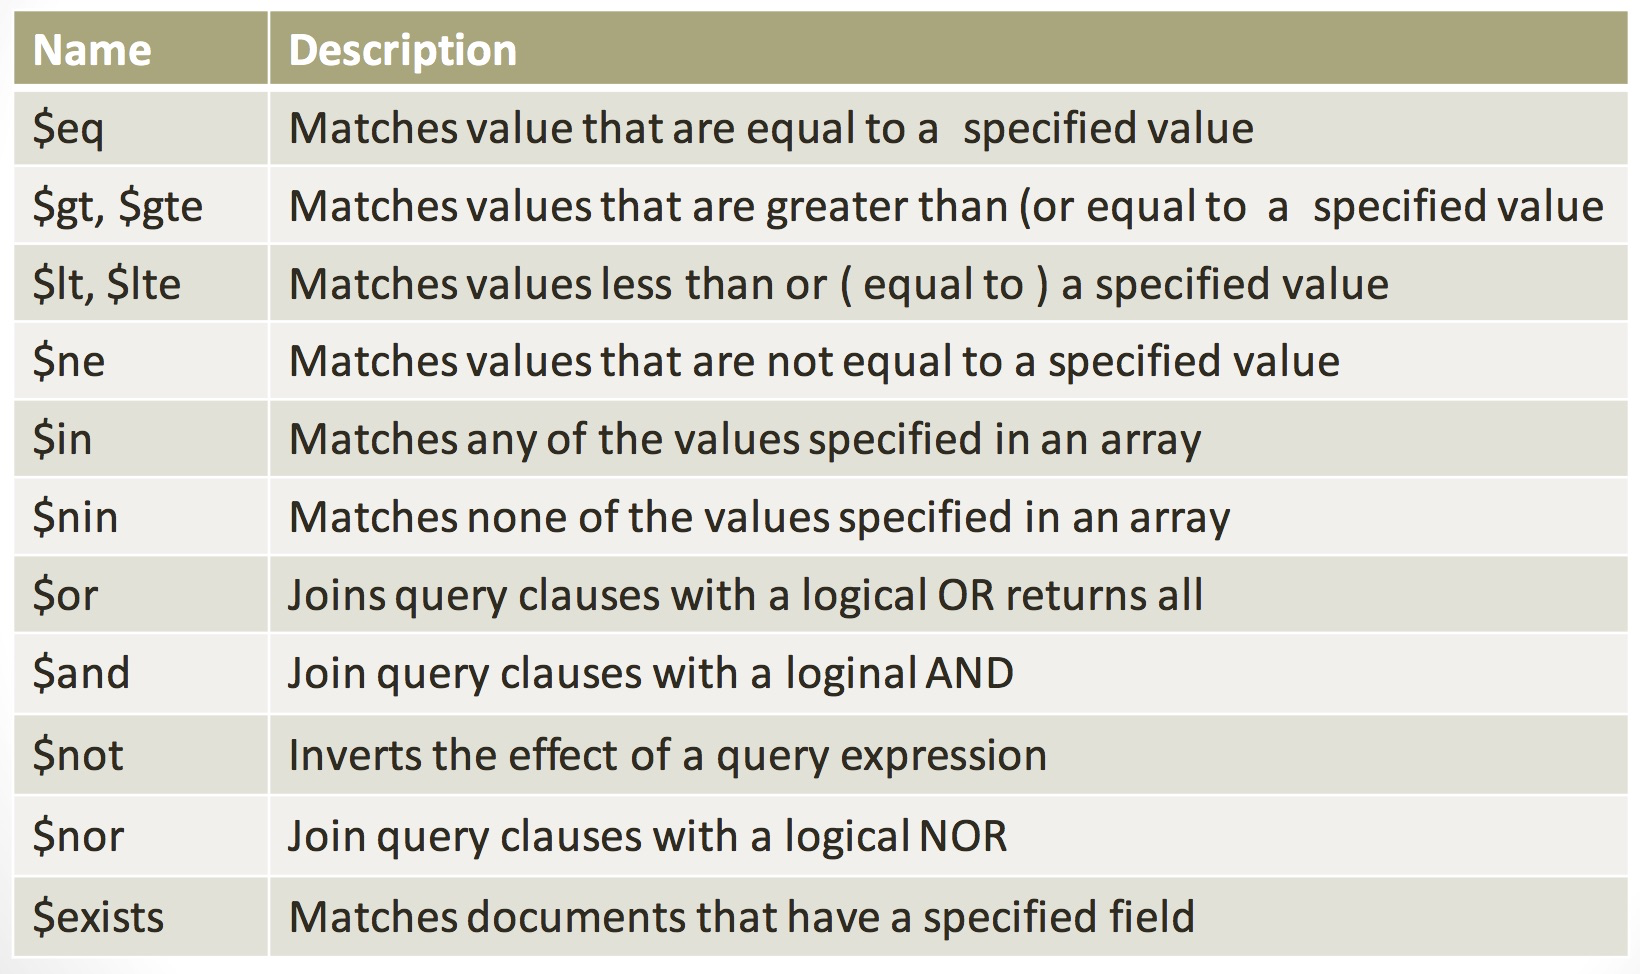 Name Description
$eq Matches value that are equal to a specified value
$gt, $gte Matches values that are greater than (or equal to a specified value
$lt, $lte Matches values less than or ( equal to ) a specified value
$ne Matches values that are not equal to a specified value
$in Matches any of the values specified in an array
$nin Matches none of the values specified in an array
$or Joins query clauses with a logical OR returns all
$and Join query clauses with a loginal AND
$not Inverts the effect of a query expression
$nor Join query clauses with a logical NOR
$exists Matches documents that have a specified field